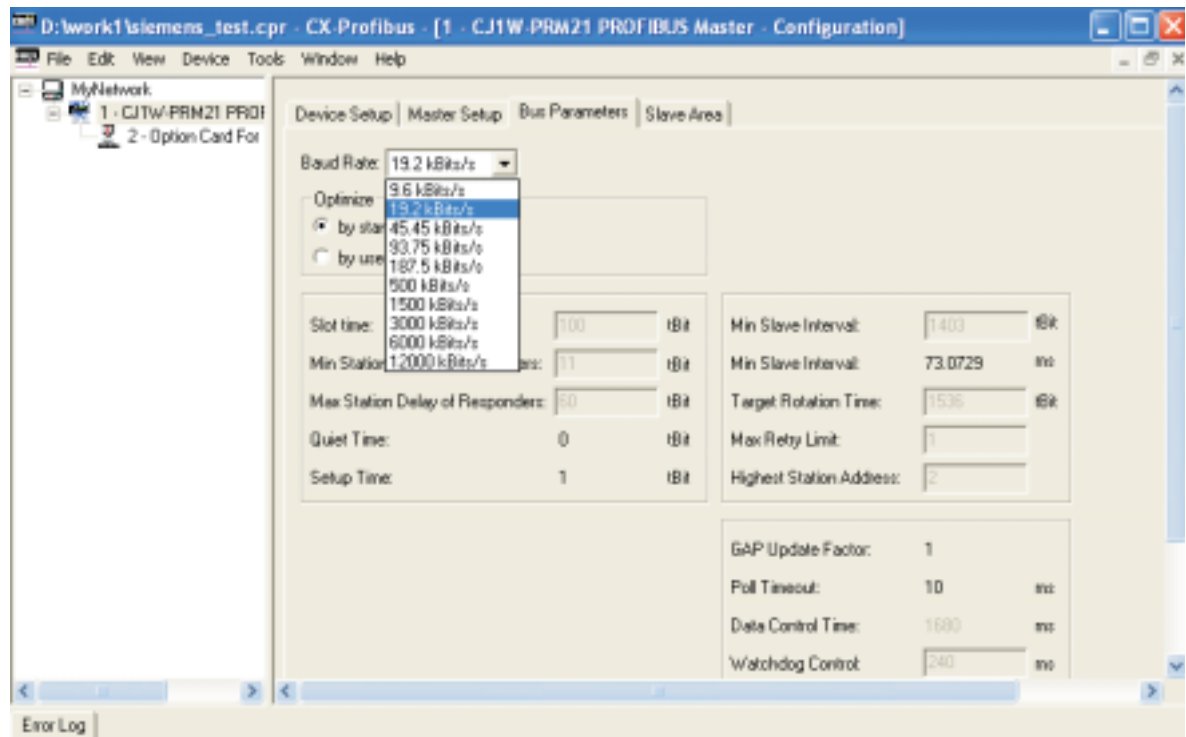 D:\work1\siemens_test.cpr - CX-Profibus - [1 - CJ1W-PRM21 PROFIBUS Master - Configuration]
File Edit View Device Tools Windows Help
MyNetwork
1 - CJ1W-PRM21 PROF
2 - Option Card For
Device Setup Master Setup Bus Parameters Slave Area
Baud Rate: 19.2 kBits/s
9.6 kBits/s
Optimize
19.2 kBits/s
by star 45.45 kBits/s
93.75 kBits/s
by use 187.5 kBits/s
500 kBits/s
1500 kBits/s
Slot time: 3000 kBits/s 100 tBit
6000 kBits/s
Min Station 12000 kBits/s ers: 11 tBit
Max Station Delay of Responders: 60 tBit
Quiet Time: 0 tBit
Setup Time: 1 tBit
Min Slave Interval: 1403 tBit
Min Slave Interval: 73.0729 ms
Target Rotation Time: 1536 tBit
Max Retry Limit: 1
Highest Station Address: 2
GAP Update Factor: 1
Poll Timeout: 10 ms
Data Control Time: 1680 ms
Watchdog Control: 240 ms
Error Log